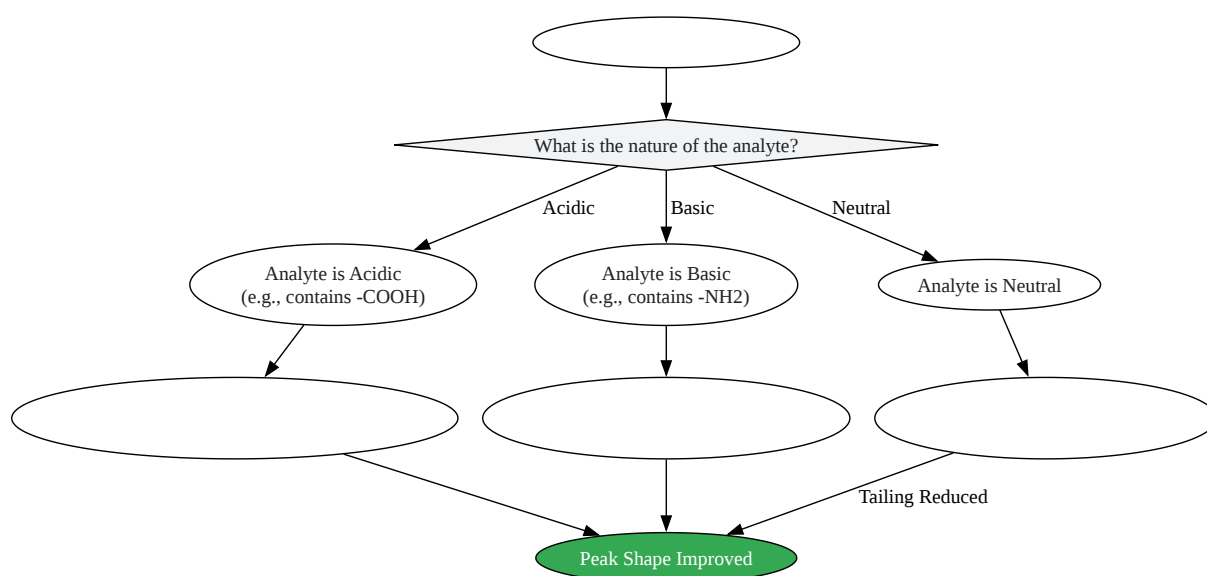 What is the nature of the analyte?
Acidic
Basic
Neutral
Analyte is Acidic
(e.g., contains -COOH)
Analyte is Basic
(e.g., contains -NH2)
Analyte is Neutral
Tailing Reduced
Peak Shape Improved